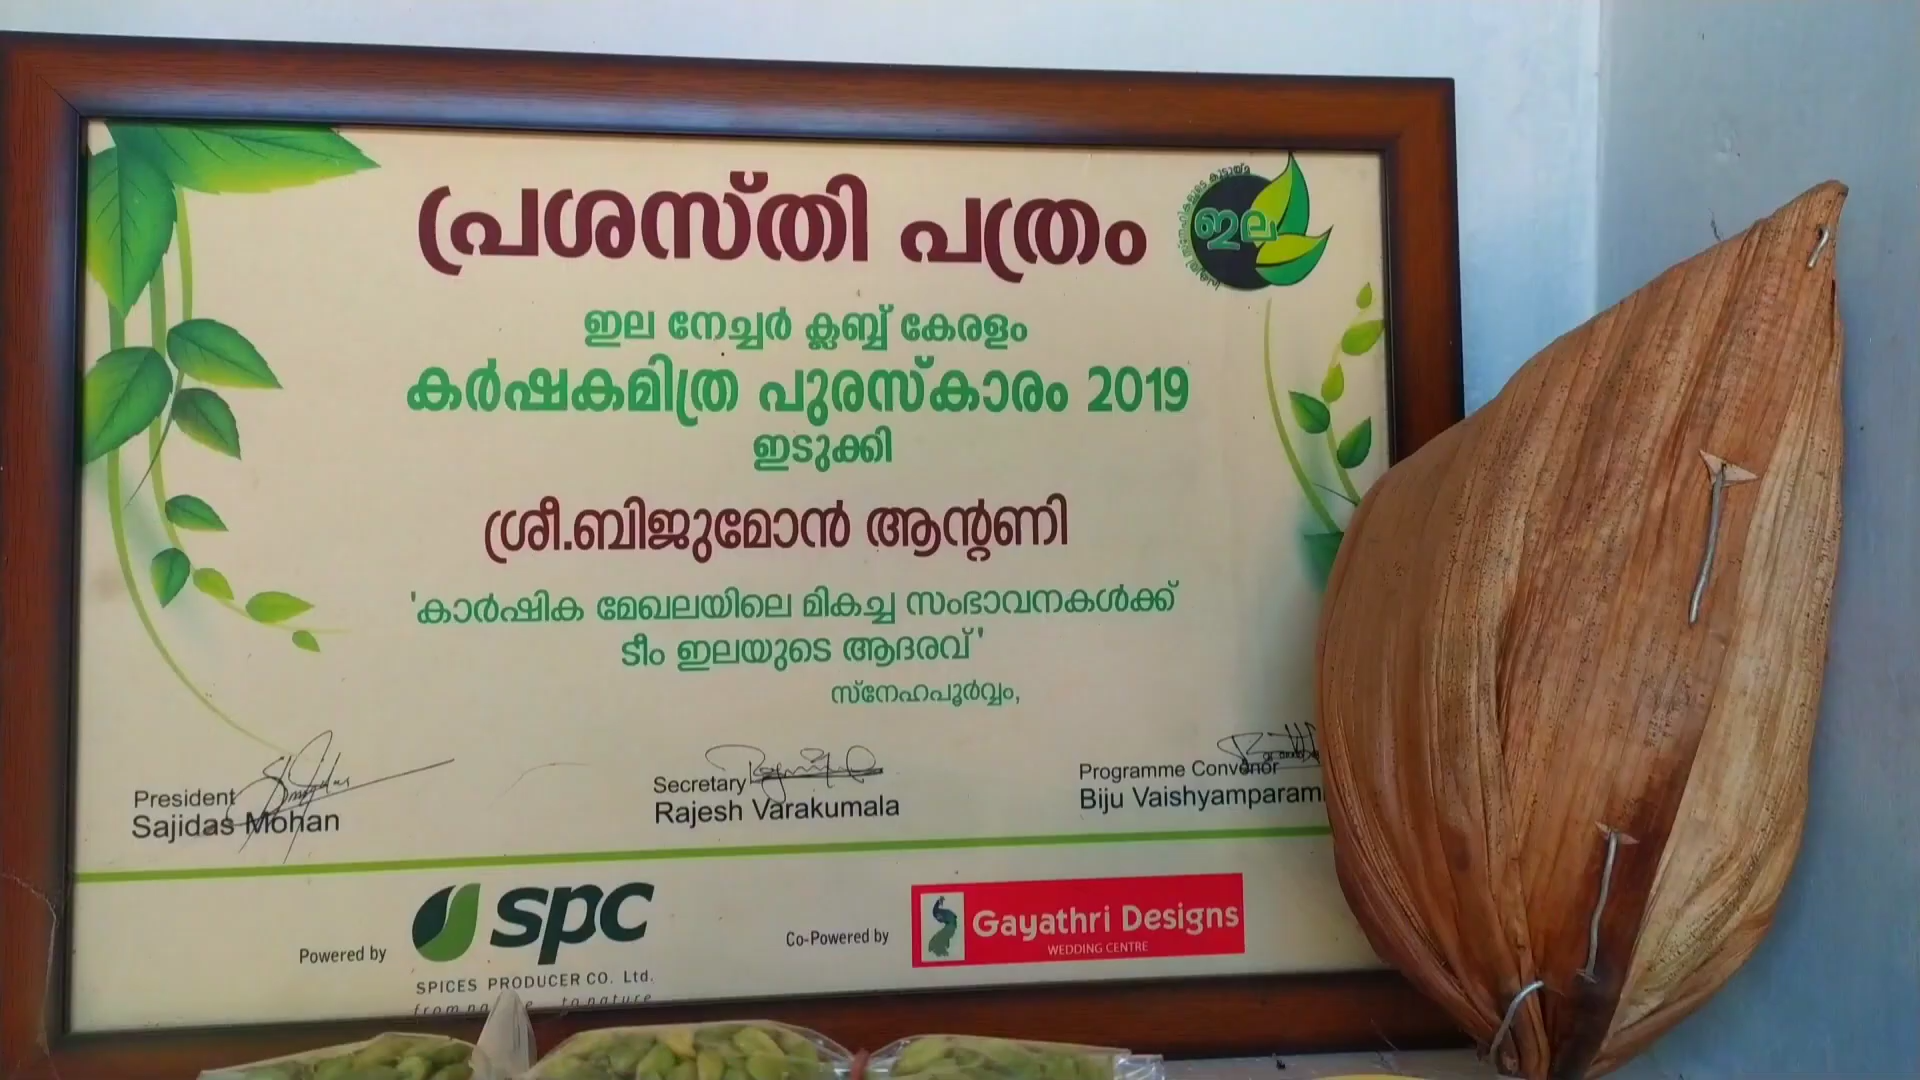 പ്രശസ്തി പത്രം
ഇല
ഇല നേച്ചർ ക്ലബ്ബ് കേരളം
കർഷകമിത്ര പുരസ്കാരം 2019
ഇടുക്കി
ശ്രീ.ബിജുമോൻ ആന്റണി
'കാർഷിക മേഖലയിലെ മികച്ച സംഭാവനകൾക്ക്
ടീം ഇലയുടെ ആദരവ്'
സ്നേഹപൂർവ്വം,
President
Sajidas Mohan
Secretary
Rajesh Varakumala
Programme Convenor
Biju Vaishyamparam
Powered by
spc
SPICES PRODUCER CO. Ltd.
Co-Powered by
Gayathri Designs
WEDDING CENTRE